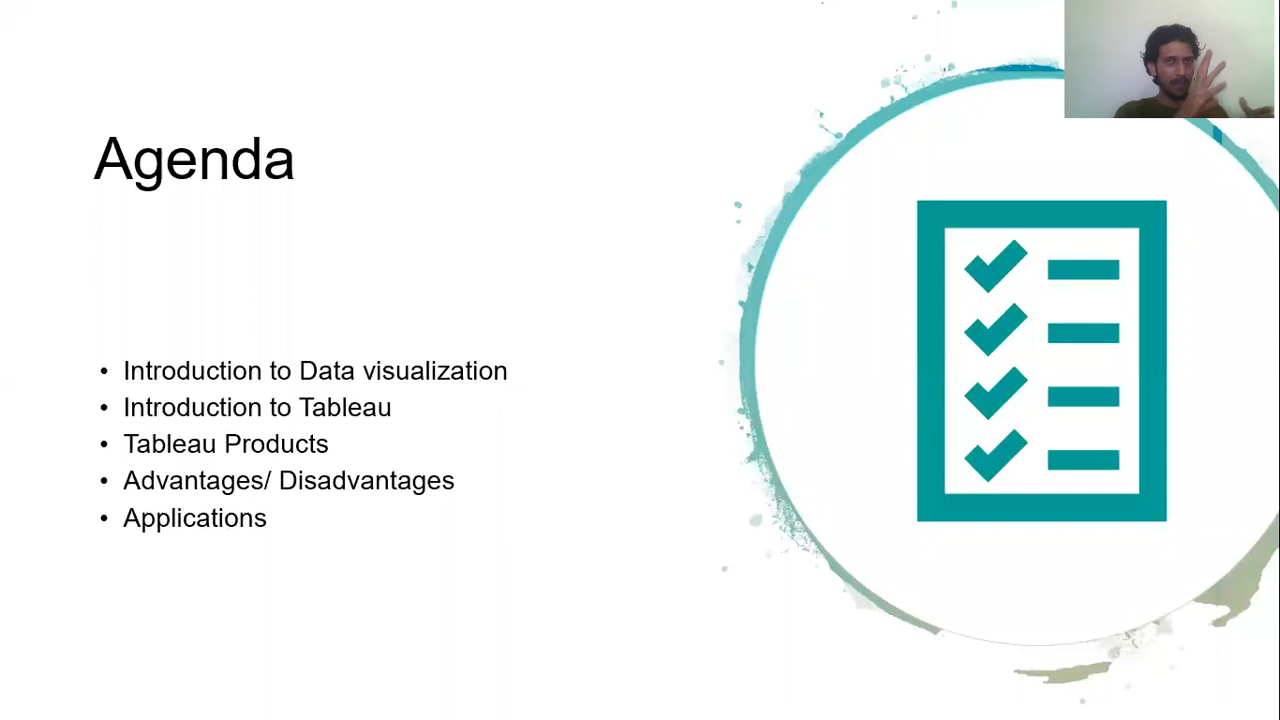 Agenda
• Introduction to Data visualization
• Introduction to Tableau
• Tableau Products
• Advantages/ Disadvantages
• Applications